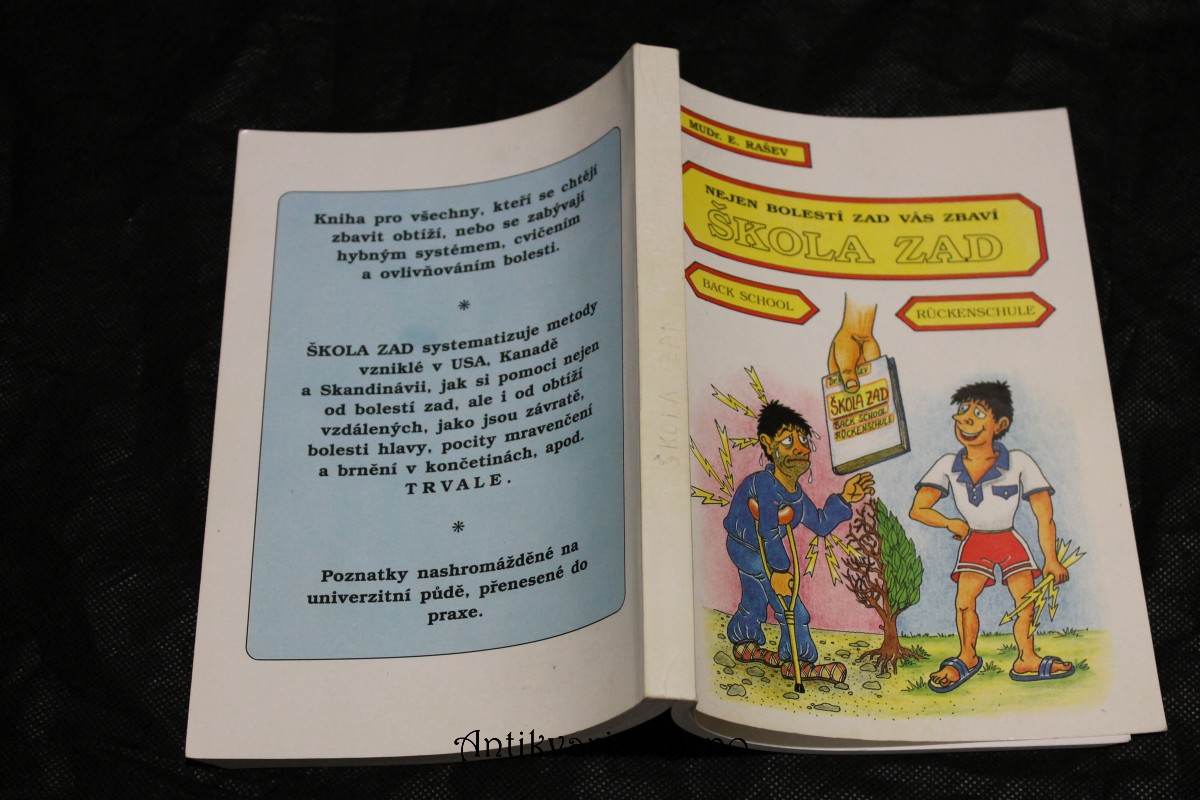 Kniha pro všechny, kteří se chtějí
zbavit obtíží, nebo se zabývají
hybným systémem, cvičením
a ovlivňováním bolesti.
*
ŠKOLA ZAD systematizuje metody
vzniklé v USA, Kanadě
a Skandinávii, jak si pomoci nejen
od bolestí zad, ale i od obtíží
vzdálených, jako jsou závratě,
bolesti hlavy, pocity mravenčení
a brnění v končetinách, apod.
TRVALE.
*
Poznatky nashromážděné na
univerzitní půdě, přenesené do
praxe.
ŠKOLA ZAD
MUDr. E. RAŠEV
NEJEN BOLESTÍ ZAD VÁS ZBAVÍ
ŠKOLA ZAD
BACK SCHOOL
RÜCKENSCHULE
ŠKOLA ZAD
BACK SCHOOL
RÜCKENSCHULE